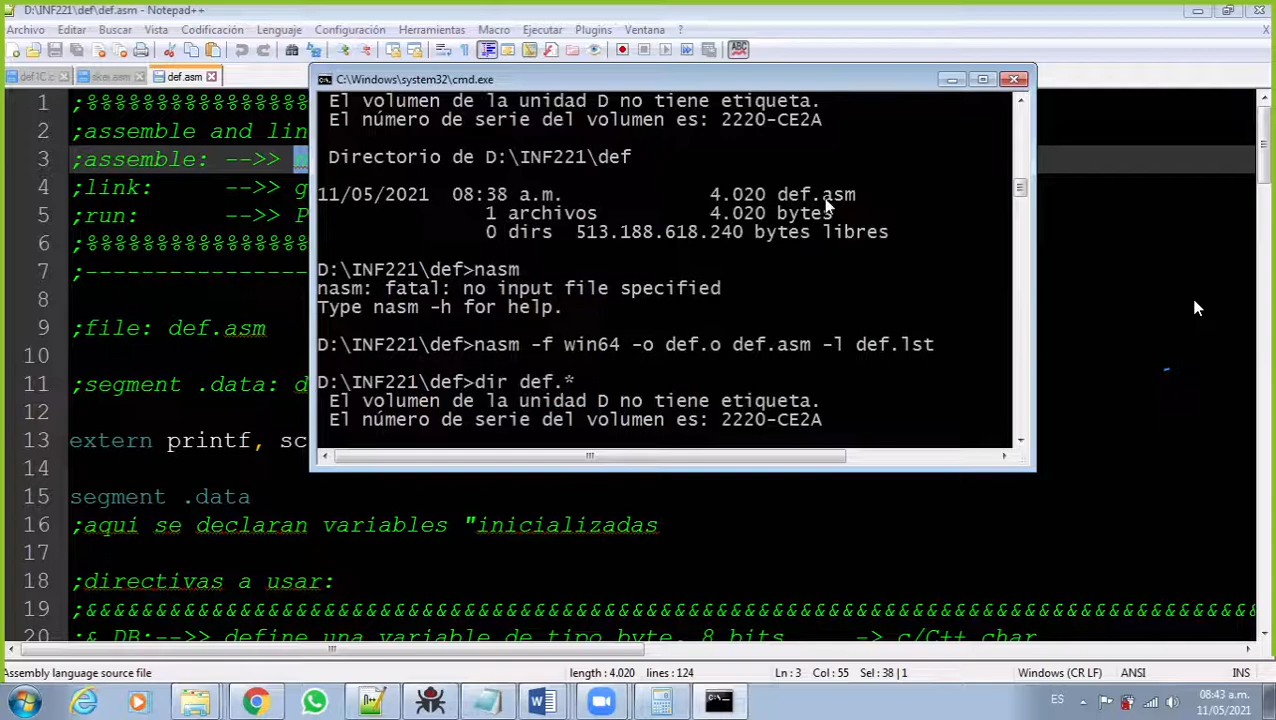 D:\INF221\def\def.asm - Notepad++
Archivo Editar Buscar Vista Codificación Lenguaje Configuración Herramientas Macro Ejecutar Plugins Ventana X
ABC
def.asm
C:\Windows\system32\cmd.exe
El volumen de la unidad D no tiene etiqueta.
El número de serie del volumen es: 2220-CE2A
Directorio de D:\INF221\def
11/05/2021 08:38 a.m. 4.020 def.asm
1 archivos 4.020 bytes
0 dirs 513.188.618.240 bytes libres
D:\INF221\def>nasm
nasm: fatal: no input file specified
Type nasm -h for help.
D:\INF221\def>nasm -f win64 -o def.o def.asm -l def.lst
D:\INF221\def>dir def.*
El volumen de la unidad D no tiene etiqueta.
El número de serie del volumen es: 2220-CE2A
1 ;%%%%%%%%%%%%%%%%%
2 ;assemble and lin
3 ;assemble: -->>
4 ;link: -->> g
5 ;run: -->> P
6 ;%%%%%%%%%%%%%%%%%
7 ;----------------
8
9 ;file: def.asm
10
11 ;segment .data: d
12
13 extern printf, sc
14
15 segment .data
16 ;aqui se declaran variables "inicializadas
17
18 ;directivas a usar:
19 ;&&&&&&&&&&&&&&&&&&&&&&&&&&&&&&&&&&&&&&&&&&&&&&&&&&&&&&&&&&&&&&&&&&&&&&&&&&&&&&&&&&&
20 ;& DB:-->> define una variable de tipo byte, 8 bits -> c/C++ char
Assembly language source file length : 4.020 lines : 124 Ln : 3 Col : 55 Sel : 38 | 1 Windows (CR LF) ANSI INS
ES 08:43 a.m.
11/05/2021